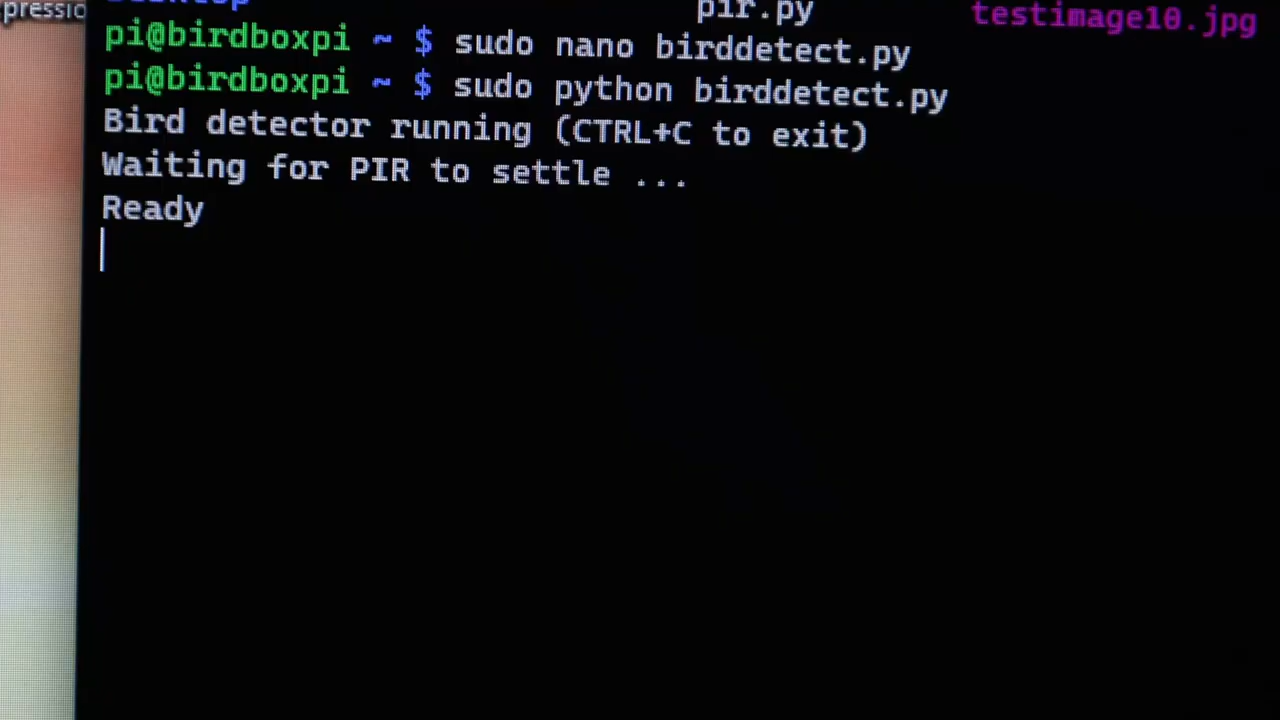 pir.py testimage10.jpg
pi@birdboxpi ~ $ sudo nano birddetect.py
pi@birdboxpi ~ $ sudo python birddetect.py
Bird detector running (CTRL+C to exit)
Waiting for PIR to settle ...
Ready